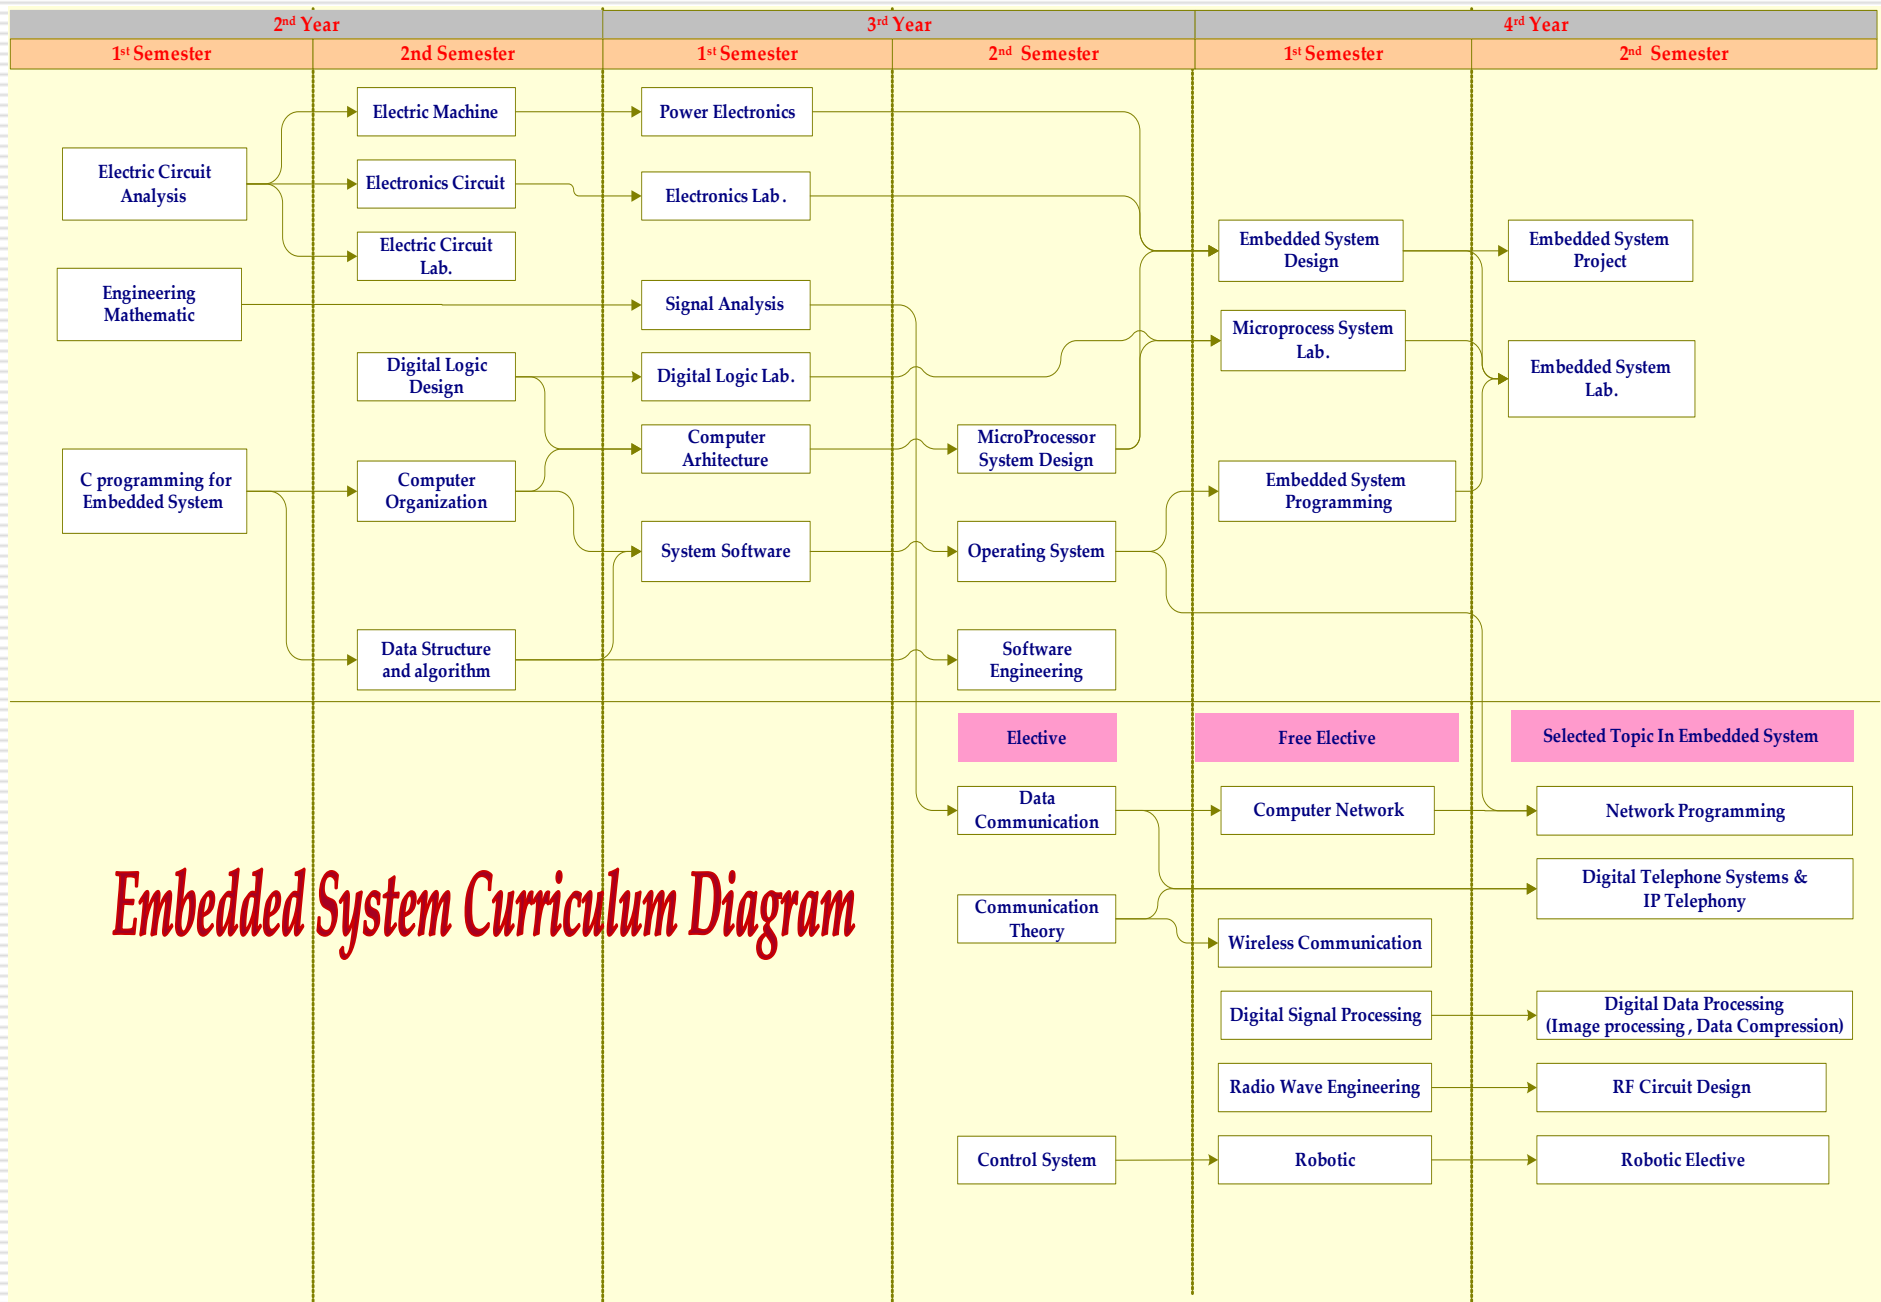 2nd Year
3rd Year
4rd Year
1st Semester
2nd Semester
1st Semester
2nd Semester
1st Semester
2nd Semester
Electric Machine
Power Electronics
Electric Circuit
Analysis
Electronics Circuit
Electronics Lab.
Electric Circuit
Lab.
Embedded System
Design
Embedded System
Project
Engineering
Mathematic
Signal Analysis
Microprocess System
Lab.
Digital Logic
Design
Digital Logic Lab.
Embedded System
Lab.
Computer
Arhitecture
MicroProcessor
System Design
C programming for
Embedded System
Computer
Organization
Embedded System
Programming
System Software
Operating System
Data Structure
and algorithm
Software
Engineering
Elective
Free Elective
Selected Topic In Embedded System
Data
Communication
Computer Network
Network Programming
Embedded System Curriculum Diagram
Digital Telephone Systems &
IP Telephony
Communication
Theory
Wireless Communication
Digital Signal Processing
Digital Data Processing
(Image processing , Data Compression)
Radio Wave Engineering
RF Circuit Design
Control System
Robotic
Robotic Elective